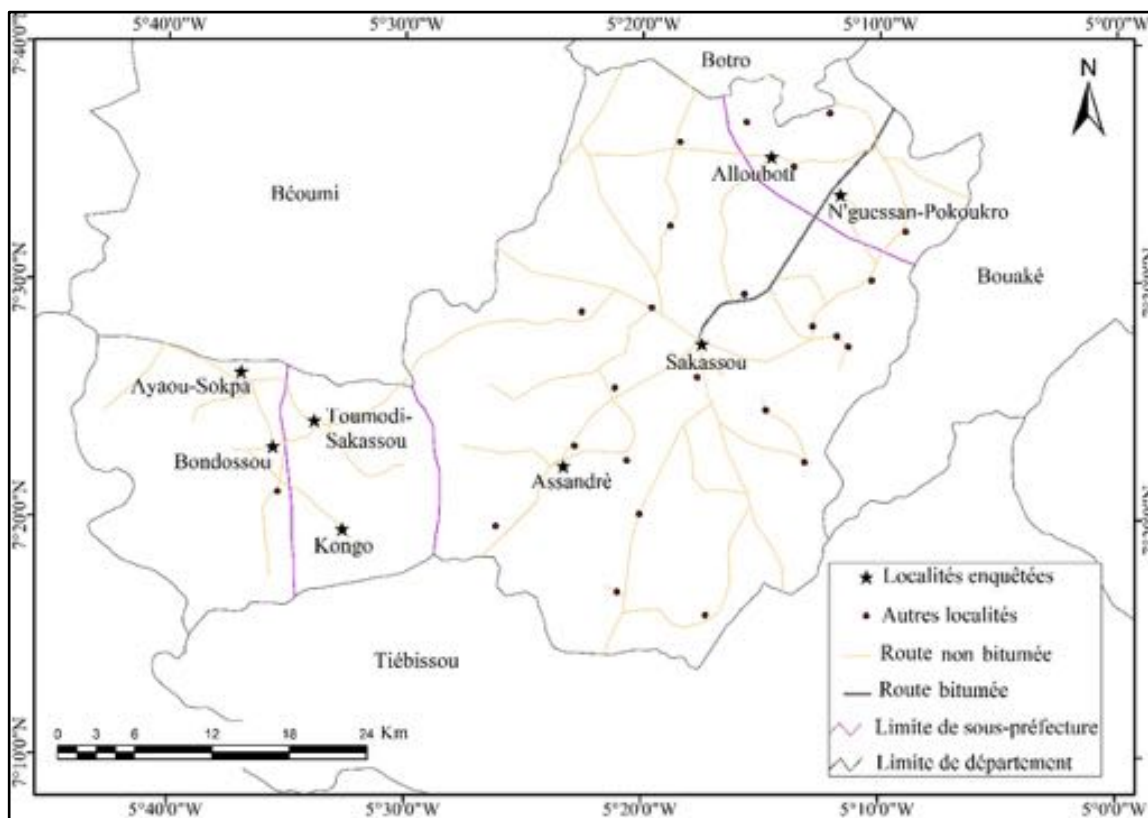 5°40'0"W 5°30'0"W 5°20'0"W 5°10'0"W 5°0'0"W
7°40'0"N
Botro
N
Allouboti
Béoumi
N'guessan-Pokoukro
7°30'0"N
Bouaké
Sakassou
Ayaou-Sokpa
Toumodi-
Sakassou
Bondossou
Assandrè
7°20'0"N
Kongo
Localités enquêtées
Autres localités
Route non bitumée
Tiébissou
Route bitumée
0 3 6 12 18 24 Km
Limite de sous-préfecture
7°10'0"N
Limite de département
5°40'0"W 5°30'0"W 5°20'0"W 5°10'0"W 5°0'0"W